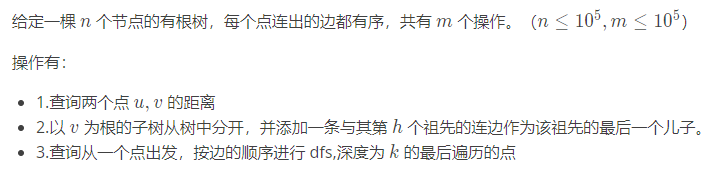 给定一棵 n 个节点的有根树，每个点连出的边都有序，共有 m 个操作。（n ≤ 10^5, m ≤ 10^5）
操作有：
• 1.查询两个点 u, v 的距离
• 2.以 v 为根的子树从树中分开，并添加一条与其第 h 个祖先的连边作为该祖先的最后一个儿子。
• 3.查询从一个点出发，按边的顺序进行 dfs,深度为 k 的最后遍历的点